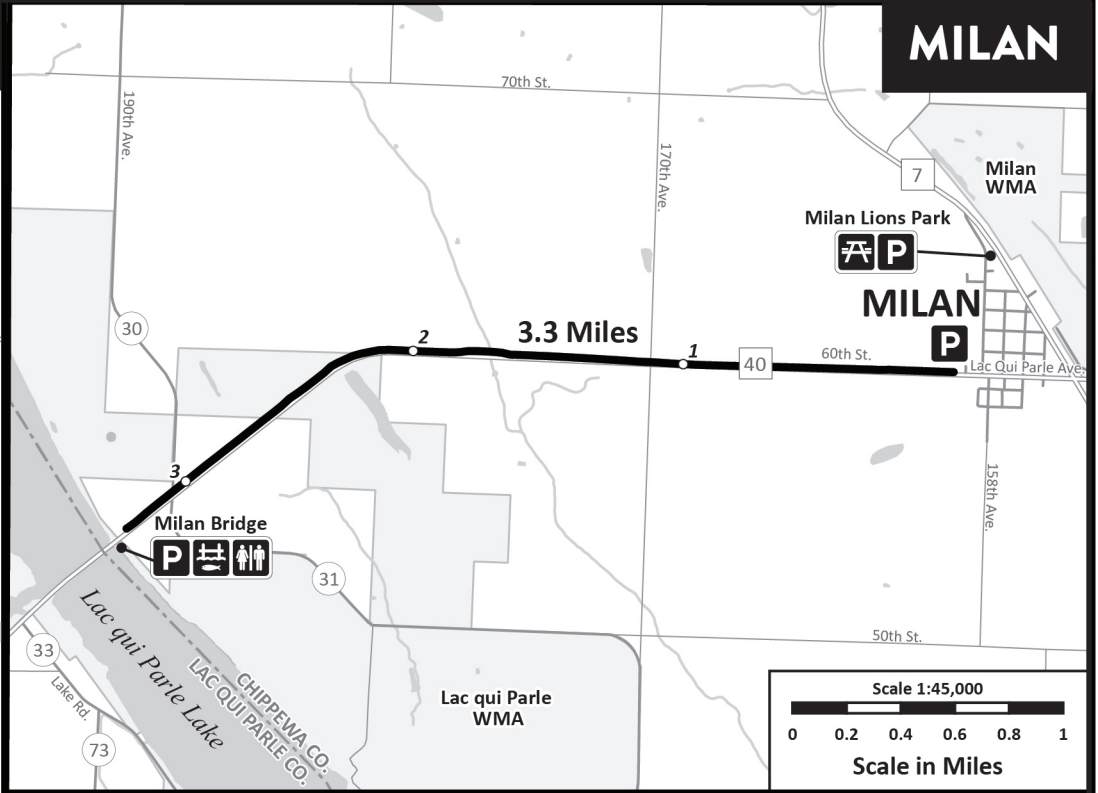 MILAN
70th St.
190th Ave.
170th Ave.
7
Milan
WMA
Milan Lions Park
P
MILAN
P
30
2
3.3 Miles
1
40
60th St.
Lac Qui Parle Ave.
3
Milan Bridge
P
158th Ave.
31
50th St.
33
Lake Rd.
73
Lac qui Parle Lake
CHIPPEWA CO.
LAC QUI PARLE CO.
Lac qui Parle
WMA
Scale 1:45,000
0 0.2 0.4 0.6 0.8 1
Scale in Miles